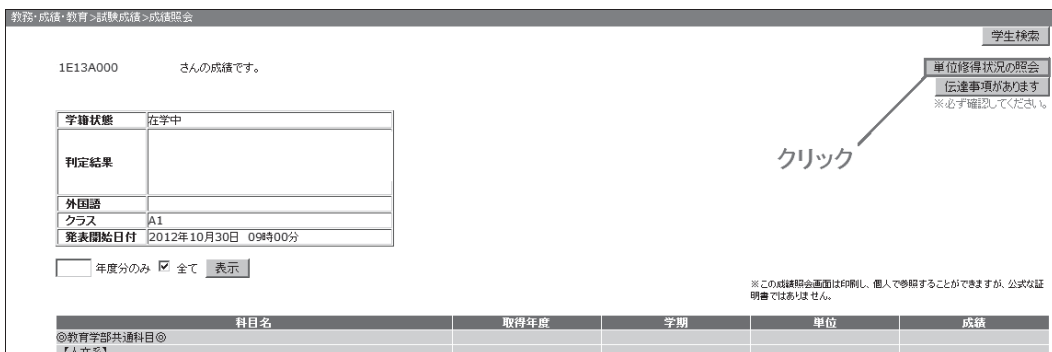 教務・成績・教育>試験成績>成績照会
学生検索
1E13A000 さんの成績です。
単位修得状況の照会
伝達事項があります
※必ず確認してください。
クリック
学籍状態 在学中
判定結果
外国語
クラス A1
発表開始日付 2012年10月30日 09時00分
年度分のみ 全て 表示
※この成績照会画面は印刷し、個人で参照することができますが、公式な証
明書ではありません。
科目名 取得年度 学期 単位 成績
◎教育学部共通科目◎
【人文系】